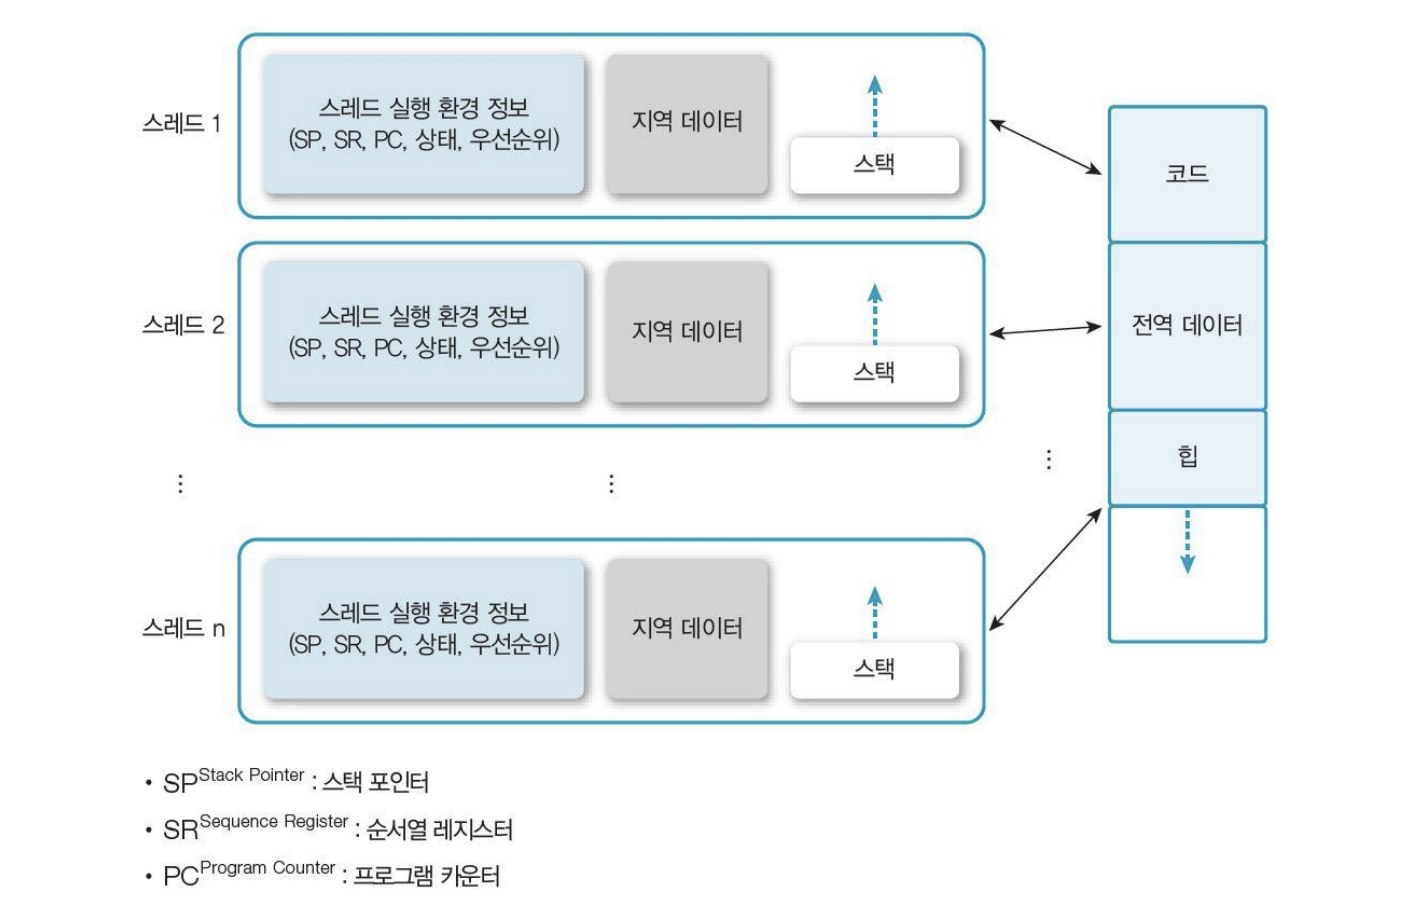 스레드 1
스레드 실행 환경 정보
(SP, SR, PC, 상태, 우선순위)
지역 데이터
스택
스레드 2
스레드 실행 환경 정보
(SP, SR, PC, 상태, 우선순위)
지역 데이터
스택
⋮
⋮
⋮
스레드 n
스레드 실행 환경 정보
(SP, SR, PC, 상태, 우선순위)
지역 데이터
스택
코드
전역 데이터
힙
• SP Stack Pointer : 스택 포인터
• SR Sequence Register : 순서열 레지스터
• PC Program Counter : 프로그램 카운터